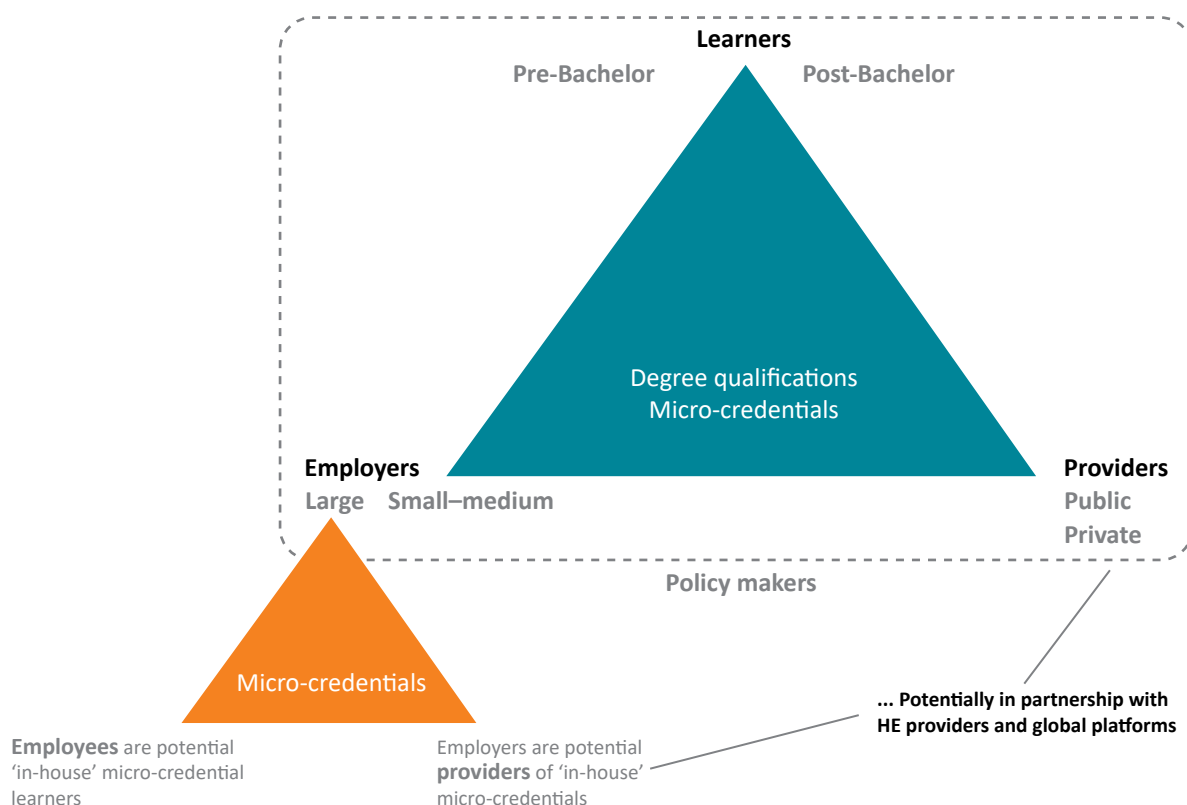 Learners
Pre-Bachelor
Post-Bachelor
Degree qualifications
Micro-credentials
Employers
Large Small–medium
Providers
Public
Private
Policy makers
Micro-credentials
... Potentially in partnership with
HE providers and global platforms
Employees are potential
‘in-house’ micro-credential
learners
Employers are potential
providers of ‘in-house’
micro-credentials